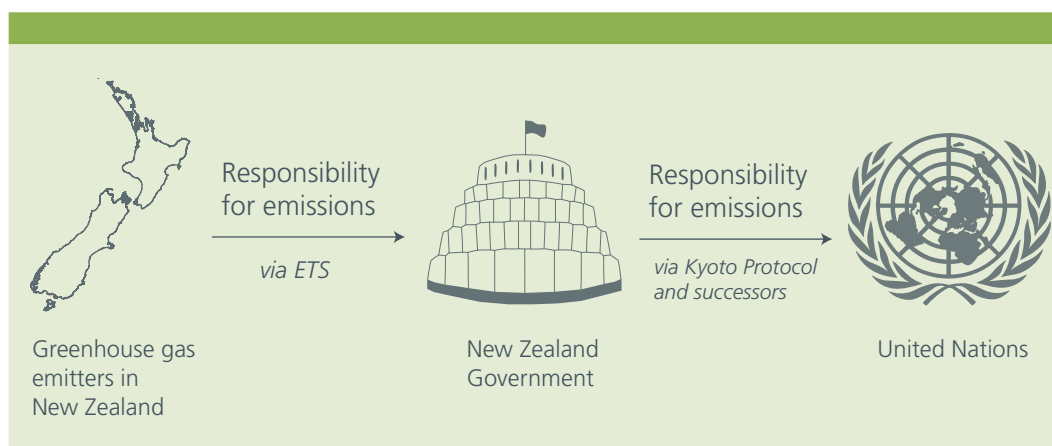 Responsibility
for emissions
via ETS
Responsibility
for emissions
via Kyoto Protocol
and successors
Greenhouse gas
emitters in
New Zealand
New Zealand
Government
United Nations